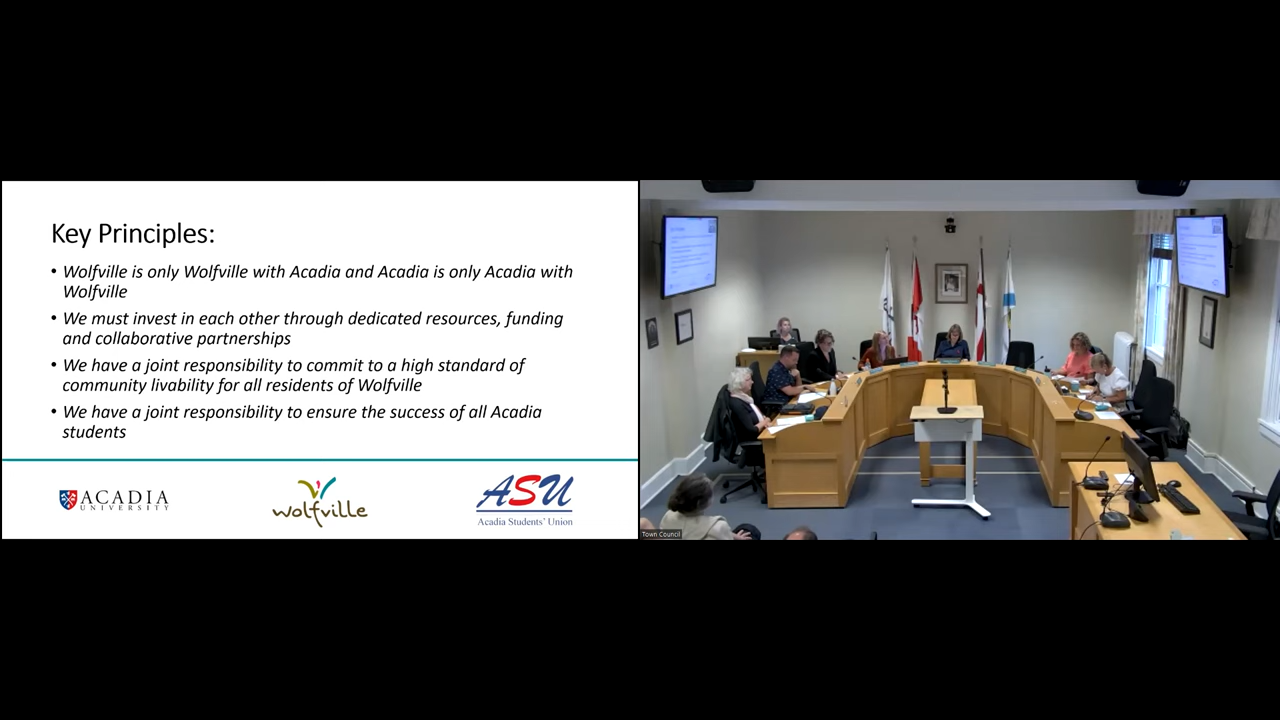 Key Principles:
• Wolfville is only Wolfville with Acadia and Acadia is only Acadia with
Wolfville
• We must invest in each other through dedicated resources, funding
and collaborative partnerships
• We have a joint responsibility to commit to a high standard of
community livability for all residents of Wolfville
• We have a joint responsibility to ensure the success of all Acadia
students
ACADIA
UNIVERSITY
wolfville
ASU
Acadia Students' Union
Town Council